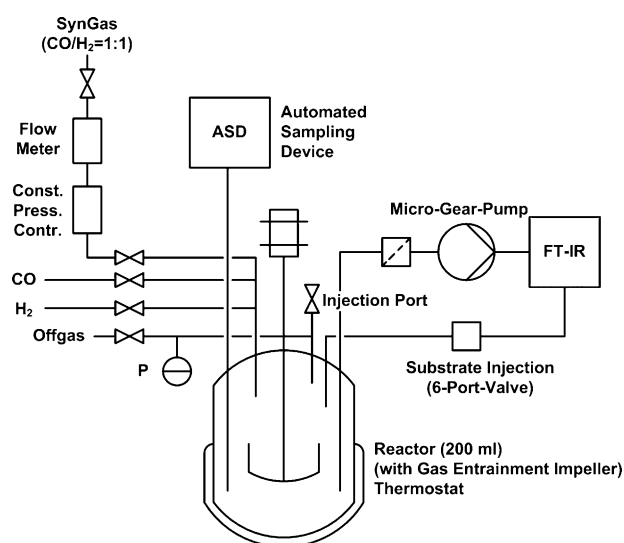 SynGas
(CO/H₂=1:1)
Flow
Meter
Const.
Press.
Contr.
ASD
Automated
Sampling
Device
Micro-Gear-Pump
FT-IR
CO
H₂
Offgas
P
Injection Port
Substrate Injection
(6-Port-Valve)
Reactor (200 ml)
(with Gas Entrainment Impeller)
Thermostat